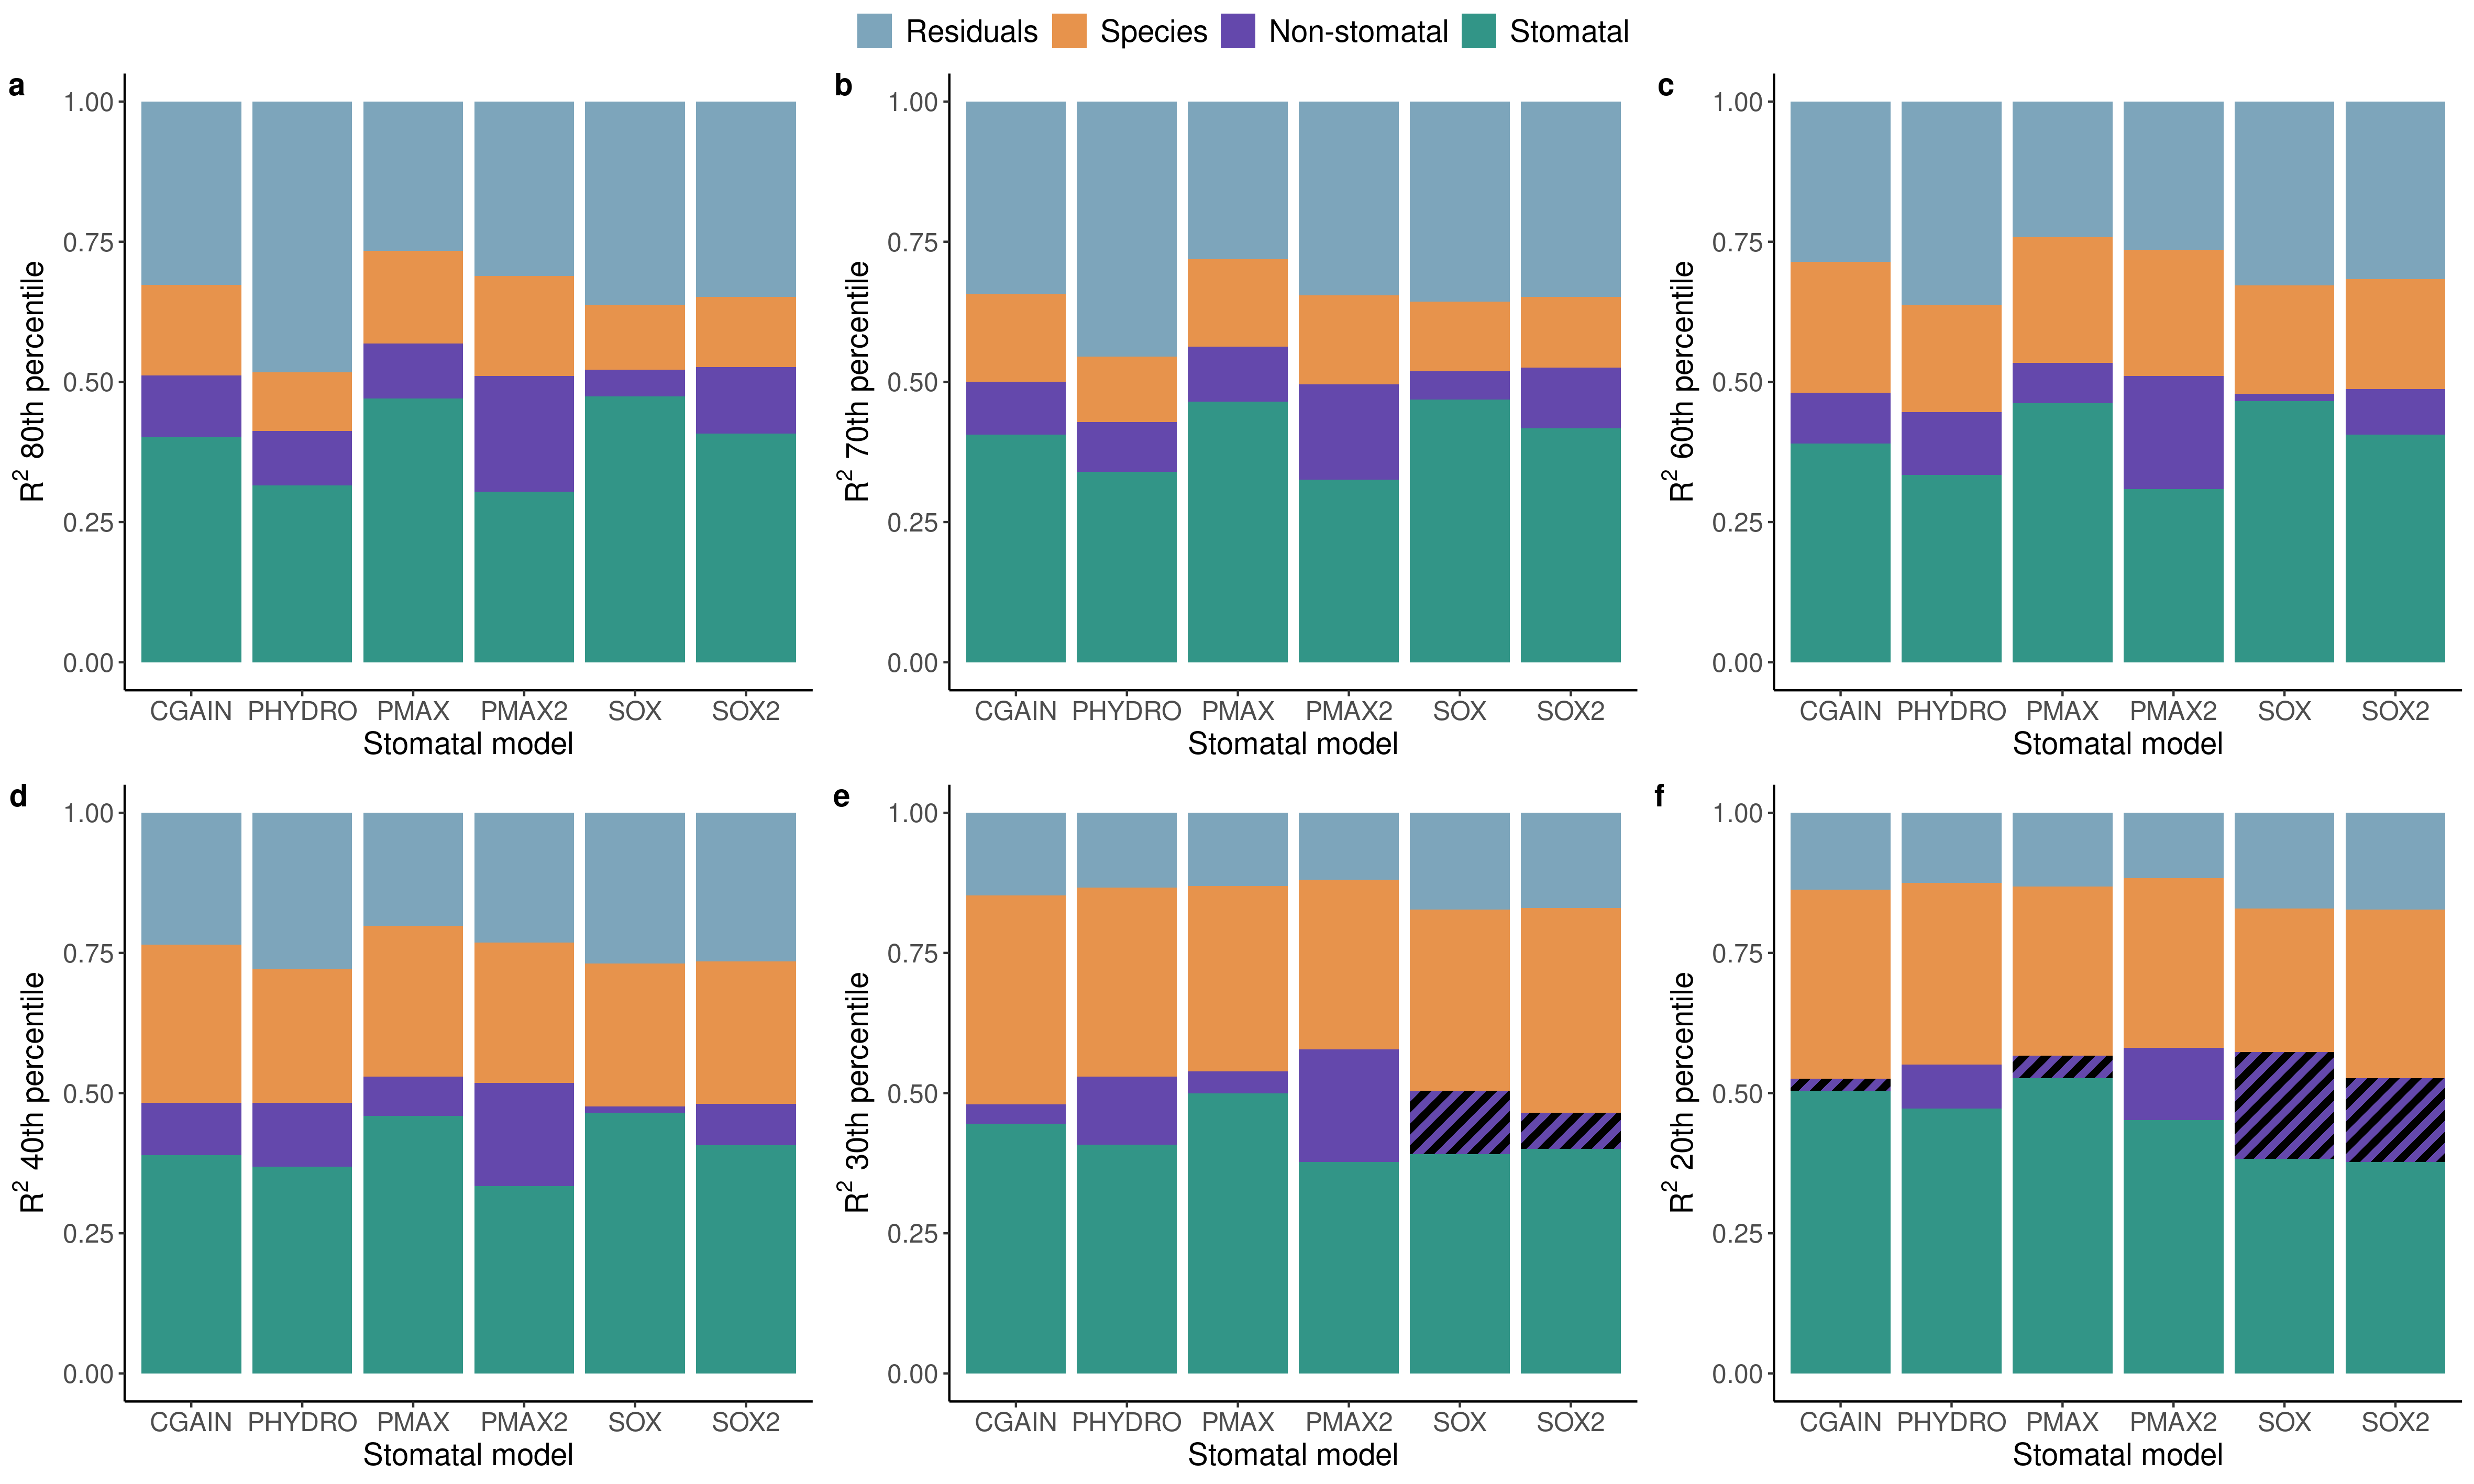 Residuals Species Non-stomatal Stomatal
a
R² 80th percentile
1.00
0.75
0.50
0.25
0.00
CGAIN PHYDRO PMAX PMAX2 SOX SOX2
Stomatal model
b
R² 70th percentile
1.00
0.75
0.50
0.25
0.00
CGAIN PHYDRO PMAX PMAX2 SOX SOX2
Stomatal model
c
R² 60th percentile
1.00
0.75
0.50
0.25
0.00
CGAIN PHYDRO PMAX PMAX2 SOX SOX2
Stomatal model
d
R² 40th percentile
1.00
0.75
0.50
0.25
0.00
CGAIN PHYDRO PMAX PMAX2 SOX SOX2
Stomatal model
e
R² 30th percentile
1.00
0.75
0.50
0.25
0.00
CGAIN PHYDRO PMAX PMAX2 SOX SOX2
Stomatal model
f
R² 20th percentile
1.00
0.75
0.50
0.25
0.00
CGAIN PHYDRO PMAX PMAX2 SOX SOX2
Stomatal model